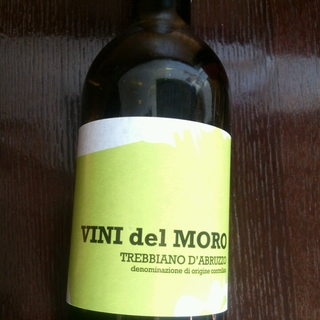 VINI del MORO
TREBBIANO D'ABRUZZO
denominazione di origine controllata